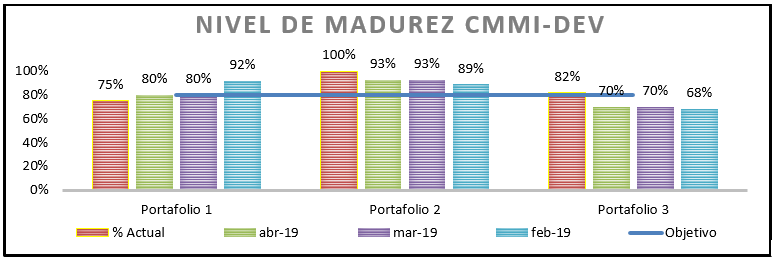 NIVEL DE MADUREZ CMMI-DEV
100%
80%
60%
40%
20%
0%
75%
80%
80%
92%
100%
93%
93%
89%
82%
70%
70%
68%
Portafolio 1
Portafolio 2
Portafolio 3
% Actual
abr-19
mar-19
feb-19
Objetivo